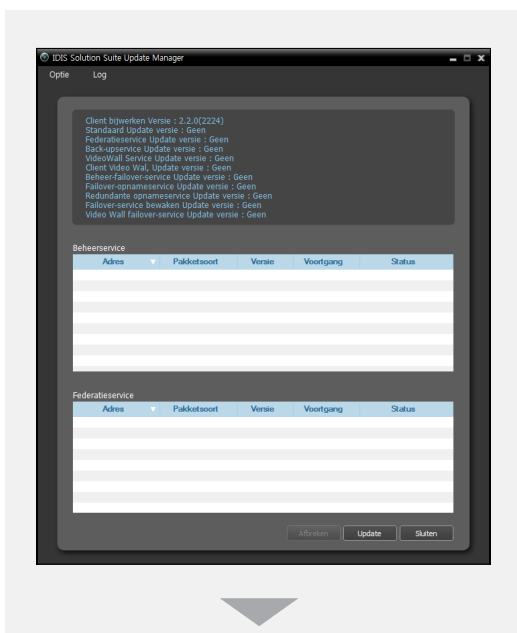 IDIS Solution Suite Update Manager
Optie Log
Client bijwerken Versie : 2.2.0(2224)
Standaard Update versie : Geen
Federatieservice Update versie : Geen
Back-upservice Update versie : Geen
VideoWall Service Update versie : Geen
Client Video Wal, Update versie : Geen
Beheer-failover-service Update versie : Geen
Failover-opnameservice Update versie : Geen
Redundante opnameservice Update versie : Geen
Failover-service bewaken Update versie : Geen
Video Wall failover-service Update versie : Geen
Beheerservice
Adres Pakketsoort Versie Voortgang Status
Federatieservice
Adres Pakketsoort Versie Voortgang Status
Afbreken Update Sluiten